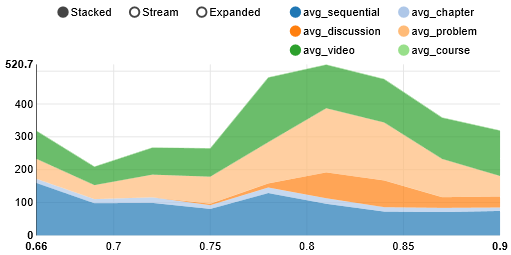 Stacked Stream Expanded avg_sequential avg_chapter
avg_discussion avg_problem
avg_video avg_course
520.7
400
300
200
100
0
0.66 0.7 0.75 0.8 0.85 0.9